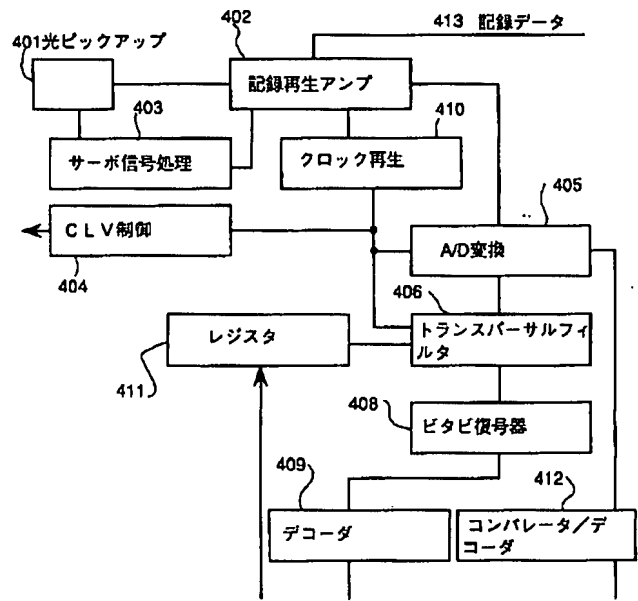 402
413 記録データ
401光ピックアップ
記録再生アンプ
403
410
サーボ信号処理
クロック再生
405
CLV制御
A/D変換
404
406
レジスタ
トランスバーサルフィ
ルタ
411
408
ビタビ復号器
409
412
デコーダ
コンパレータ/デ
コーダ